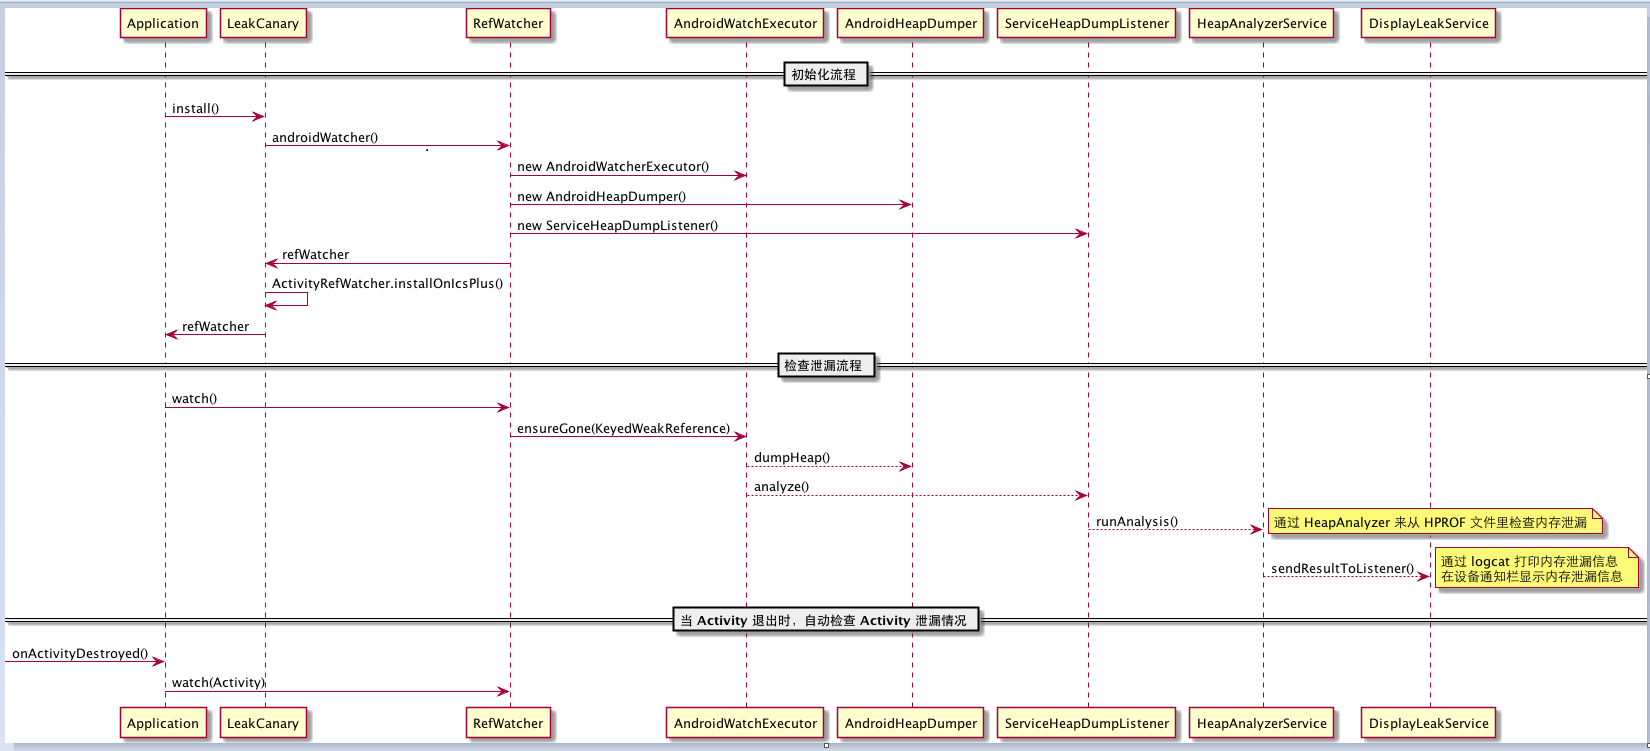 Application LeakCanary RefWatcher AndroidWatchExecutor AndroidHeapDumper ServiceHeapDumpListener HeapAnalyzerService DisplayLeakService
初始化流程
install()
androidWatcher()
new AndroidWatcherExecutor()
new AndroidHeapDumper()
new ServiceHeapDumpListener()
refWatcher
ActivityRefWatcher.installOnIcsPlus()
refWatcher
检查泄漏流程
watch()
ensureGone(KeyedWeakReference)
dumpHeap()
analyze()
runAnalysis() 通过 HeapAnalyzer 来从 HPROF 文件里检查内存泄漏
通过 logcat 打印内存泄漏信息
sendResultToListener() 在设备通知栏显示内存泄漏信息
当 Activity 退出时，自动检查 Activity 泄漏情况
onActivityDestroyed()
watch(Activity)
Application LeakCanary RefWatcher AndroidWatchExecutor AndroidHeapDumper ServiceHeapDumpListener HeapAnalyzerService DisplayLeakService